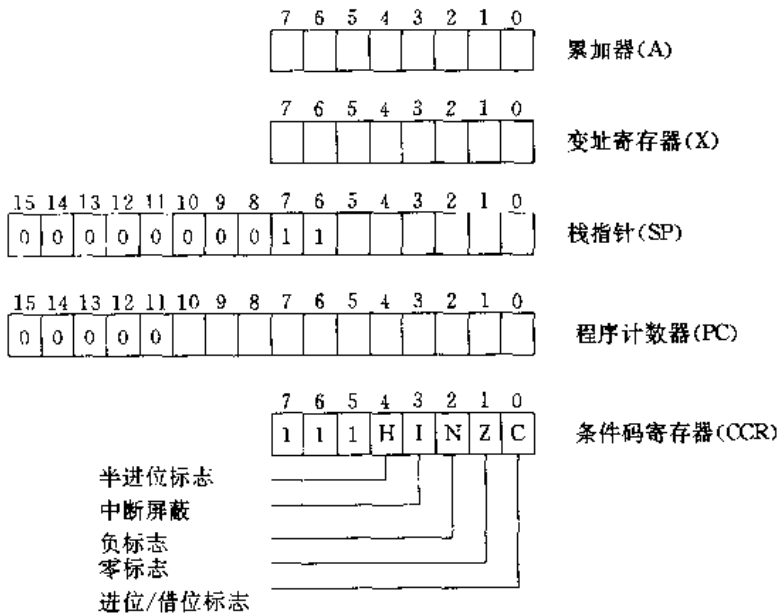 7 6 5 4 3 2 1 0
累加器(A)
7 6 5 4 3 2 1 0
变址寄存器(X)
15 14 13 12 11 10 9 8 7 6 5 4 3 2 1 0
0 0 0 0 0 0 0 0 1 1 栈指针(SP)
15 14 13 12 11 10 9 8 7 6 5 4 3 2 1 0
0 0 0 0 0 程序计数器(PC)
7 6 5 4 3 2 1 0
1 1 1 H I N Z C 条件码寄存器(CCR)
半进位标志
中断屏蔽
负标志
零标志
进位/借位标志